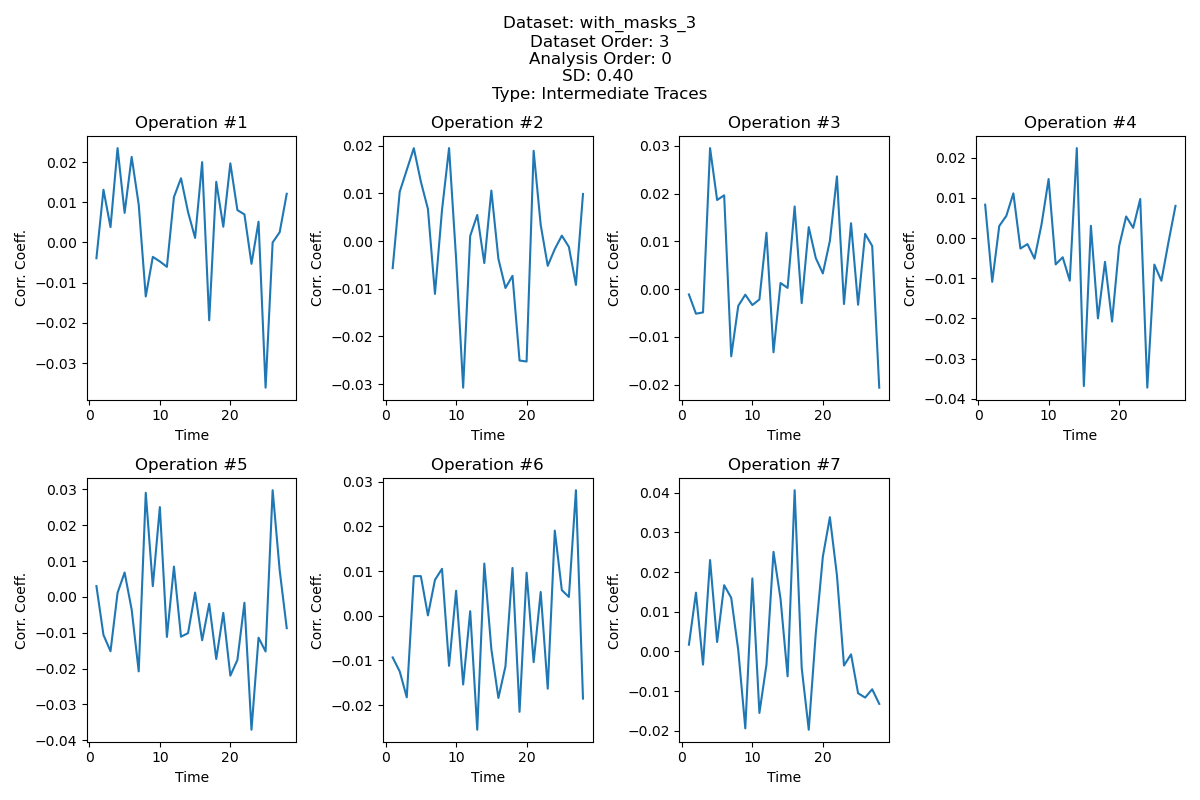 Dataset: with_masks_3
Dataset Order: 3
Analysis Order: 0
SD: 0.40
Type: Intermediate Traces
Operation #1
Corr. Coeff.
0.02
0.01
0.00
−0.01
−0.02
−0.03
0
10
20
Time
Operation #2
Corr. Coeff.
0.02
0.01
0.00
−0.01
−0.02
−0.03
0
10
20
Time
Operation #3
Corr. Coeff.
0.03
0.02
0.01
0.00
−0.01
−0.02
0
10
20
Time
Operation #4
Corr. Coeff.
0.02
0.01
0.00
−0.01
−0.02
−0.03
−0.04
0
10
20
Time
Operation #5
Corr. Coeff.
0.03
0.02
0.01
0.00
−0.01
−0.02
−0.03
−0.04
0
10
20
Time
Operation #6
Corr. Coeff.
0.03
0.02
0.01
0.00
−0.01
−0.02
0
10
20
Time
Operation #7
Corr. Coeff.
0.04
0.03
0.02
0.01
0.00
−0.01
−0.02
0
10
20
Time